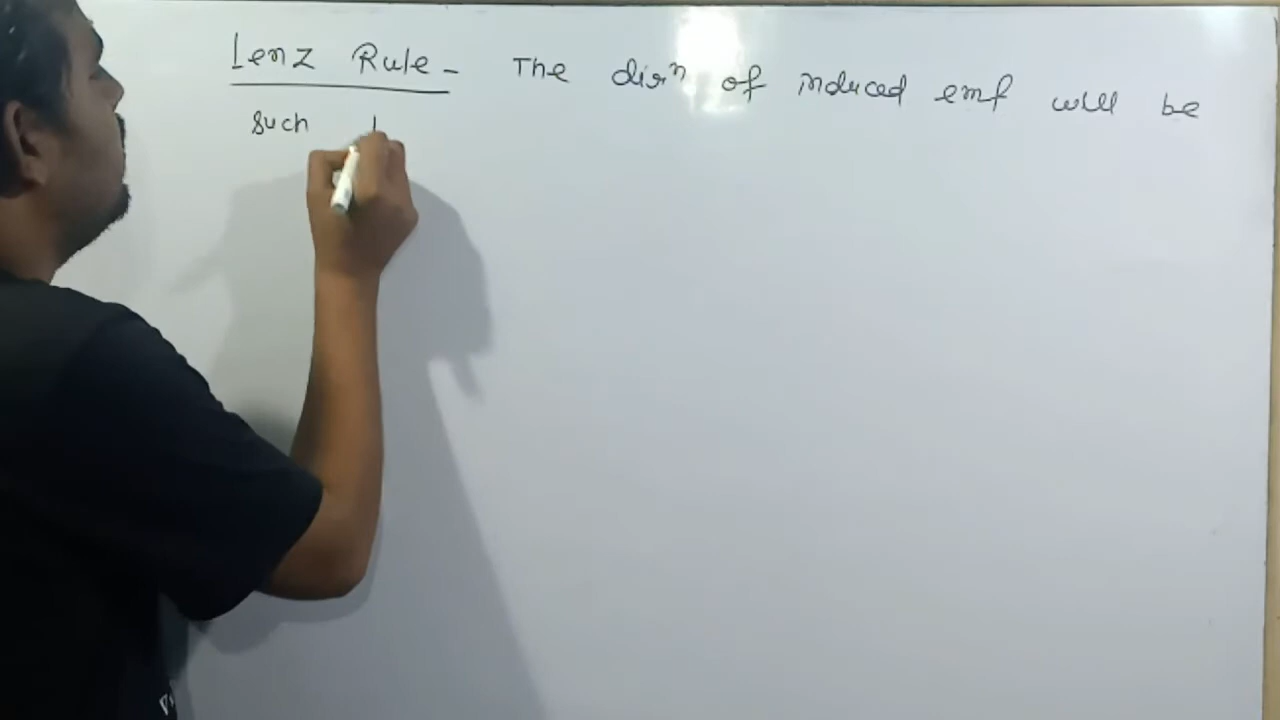 Lenz Rule - The dirⁿ of induced emf will be
such